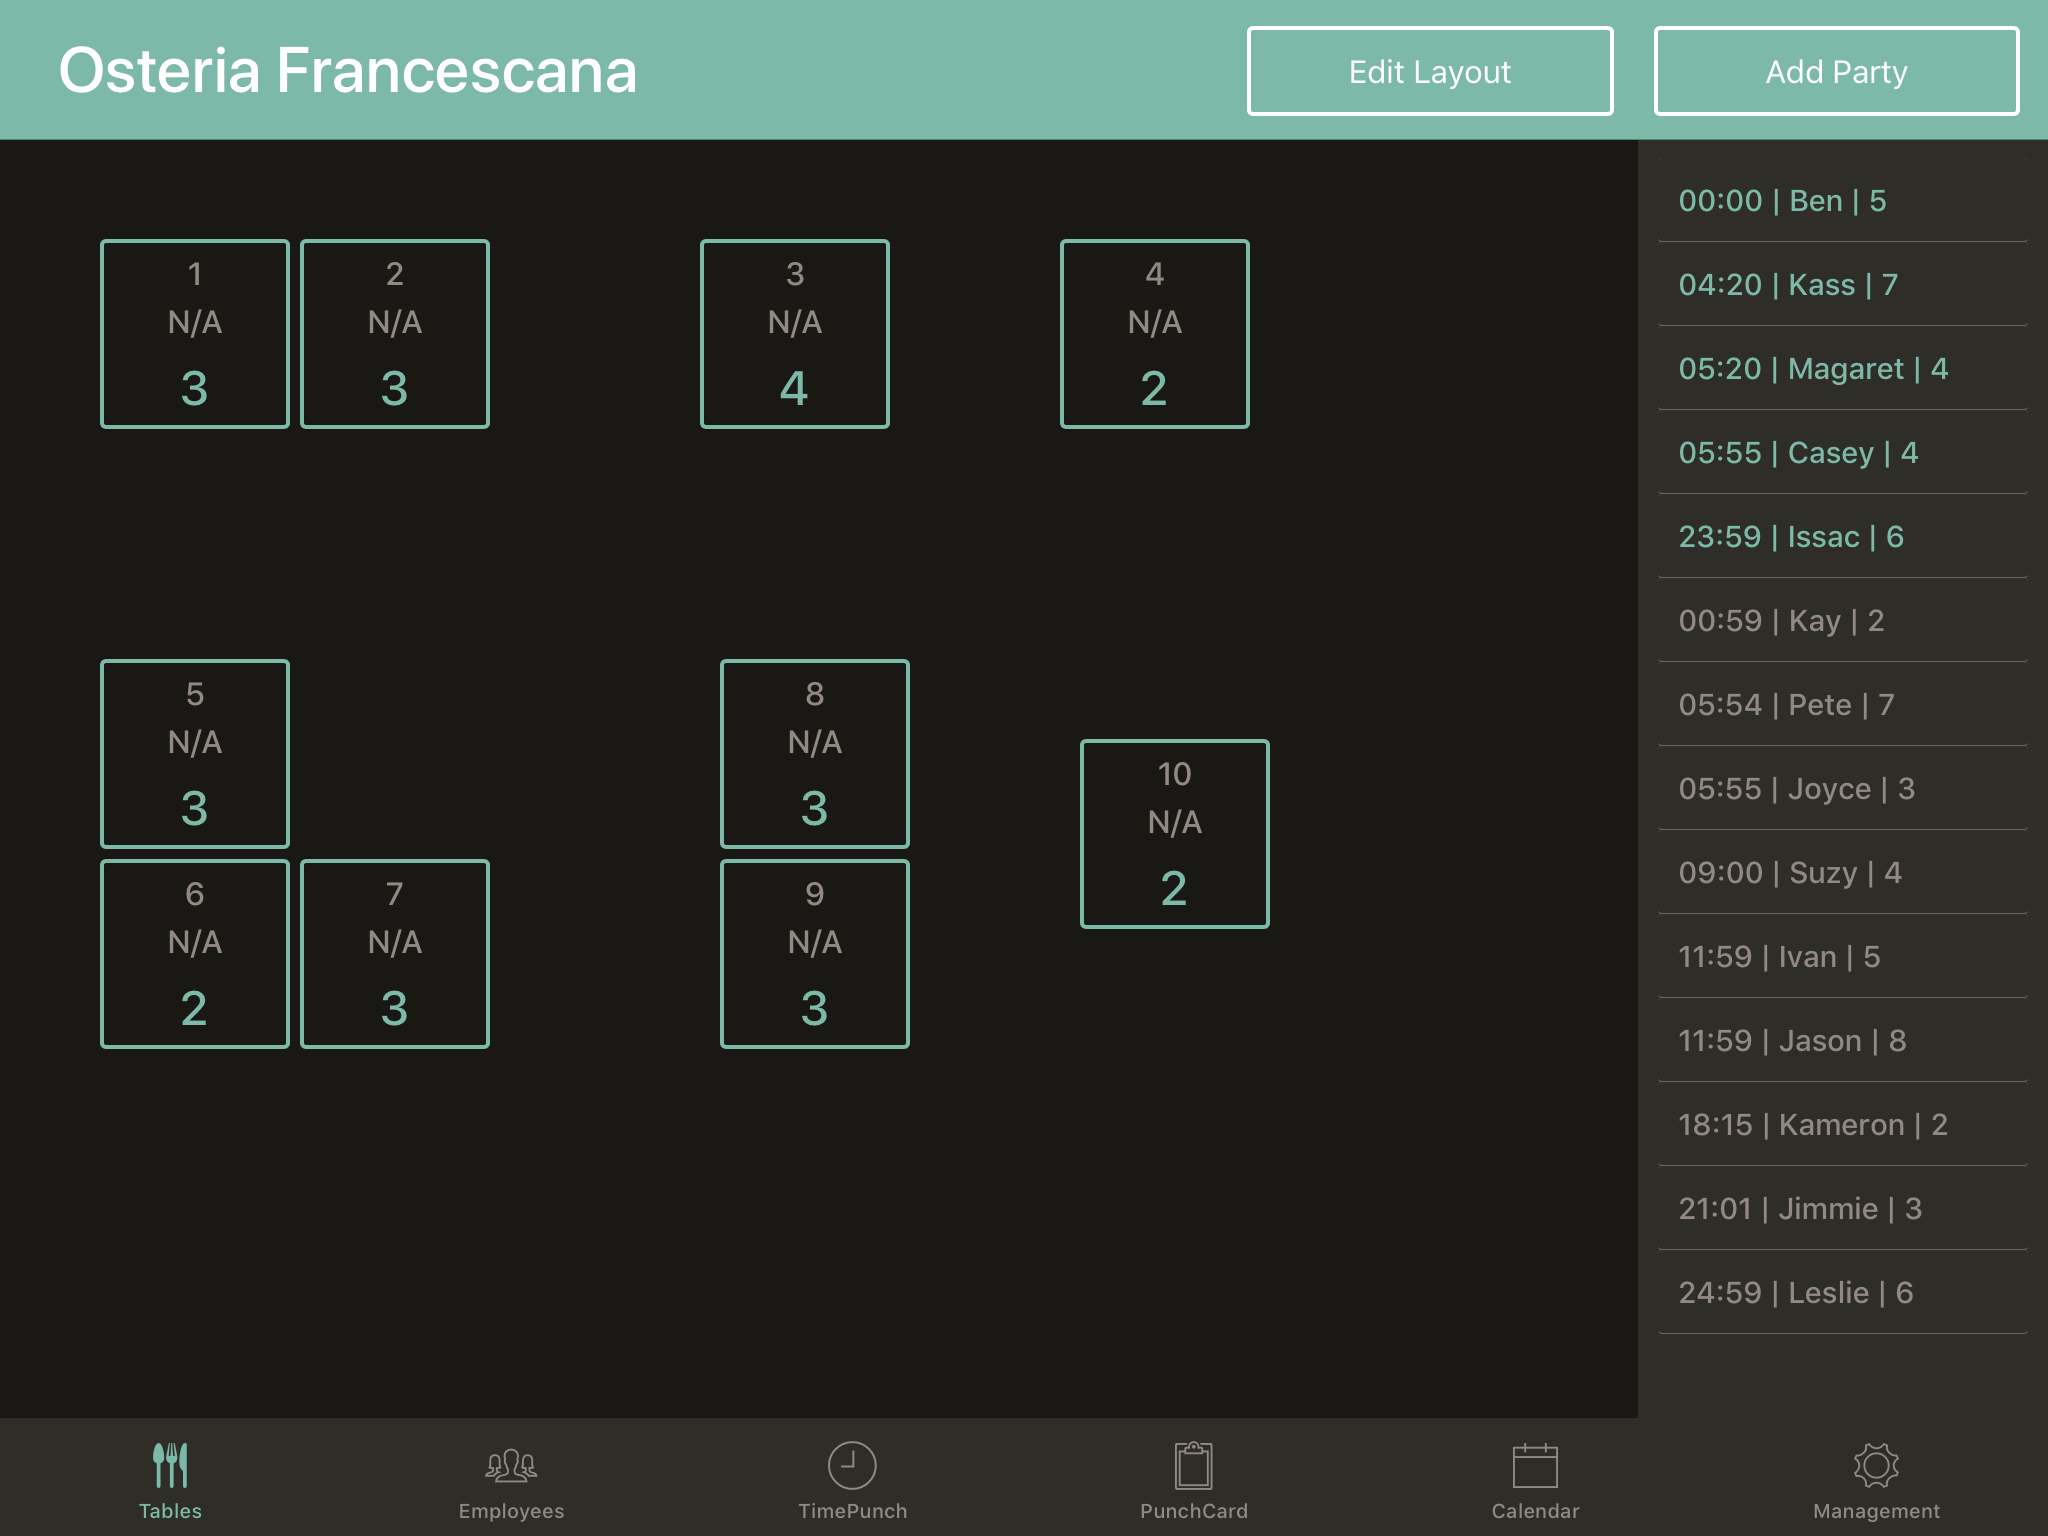 Osteria Francescana
Edit Layout
Add Party
1
N/A
3
2
N/A
3
3
N/A
4
4
N/A
2
5
N/A
3
6
N/A
2
7
N/A
3
8
N/A
3
9
N/A
3
10
N/A
2
00:00 | Ben | 5
04:20 | Kass | 7
05:20 | Magaret | 4
05:55 | Casey | 4
23:59 | Issac | 6
00:59 | Kay | 2
05:54 | Pete | 7
05:55 | Joyce | 3
09:00 | Suzy | 4
11:59 | Ivan | 5
11:59 | Jason | 8
18:15 | Kameron | 2
21:01 | Jimmie | 3
24:59 | Leslie | 6
Tables
Employees
TimePunch
PunchCard
Calendar
Management